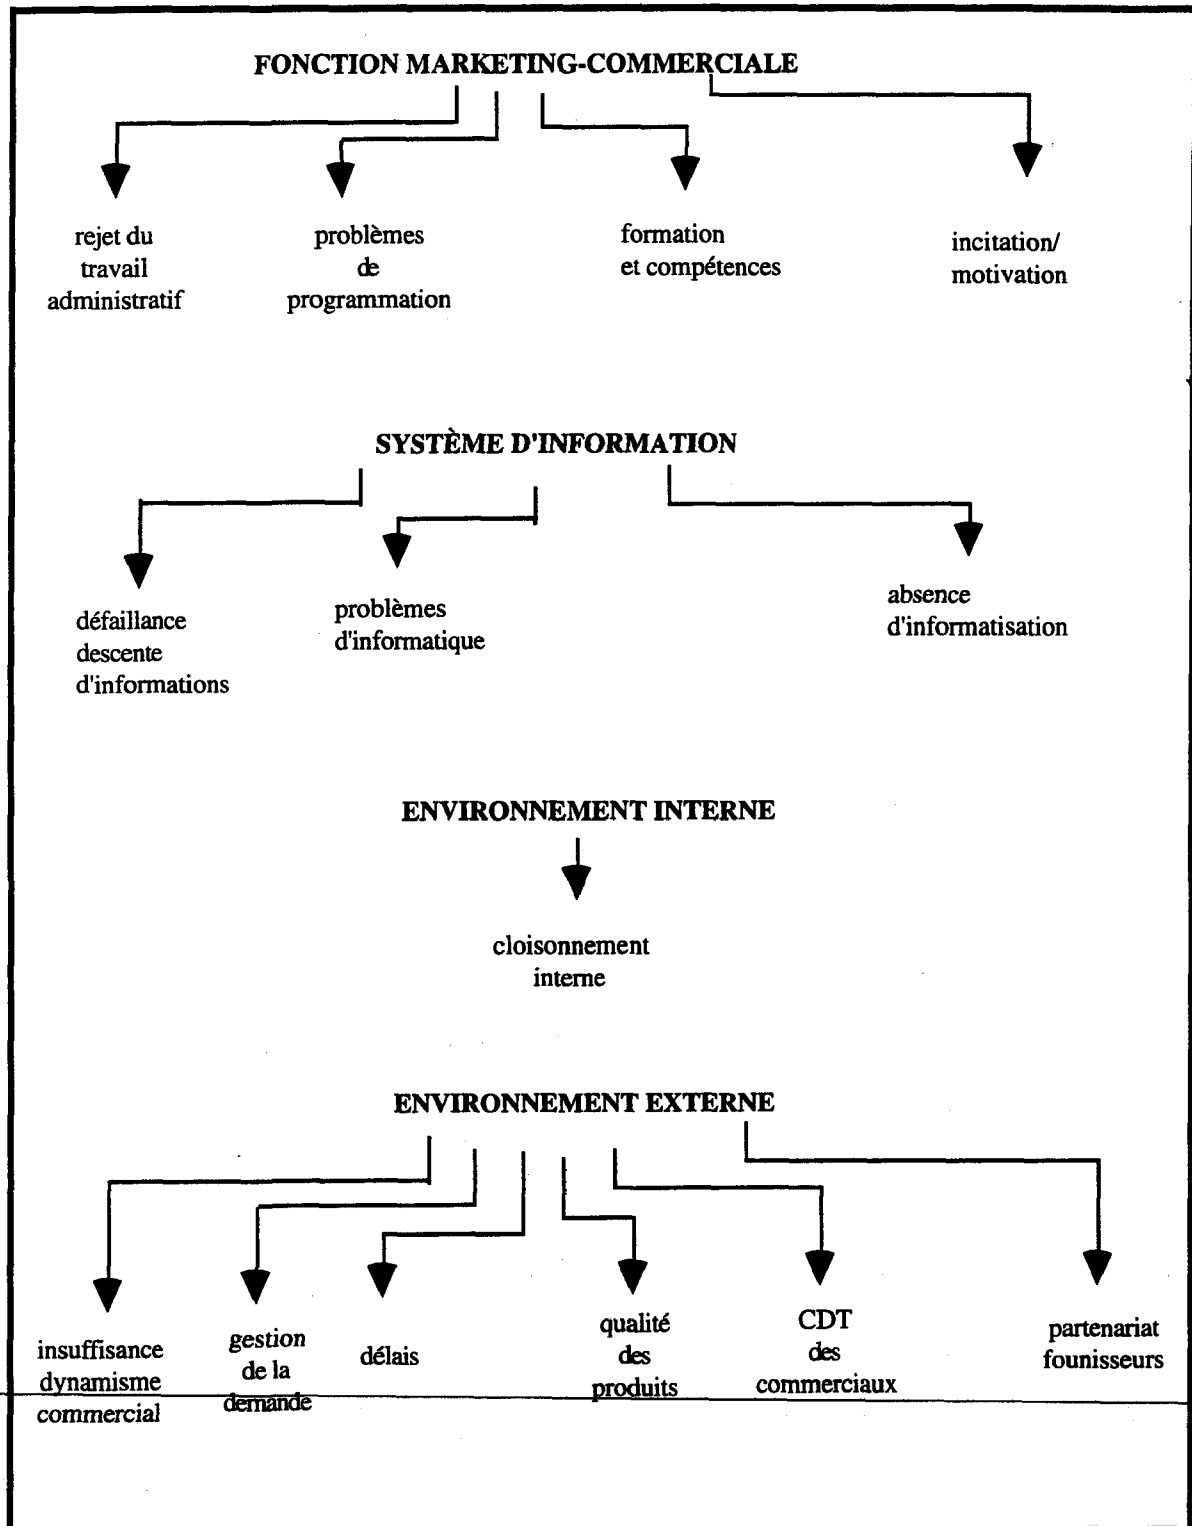 FONCTION MARKETING-COMMERCIALE
rejet du
travail
administratif
problèmes
de
programmation
formation
et compétences
incitation/
motivation
SYSTÈME D'INFORMATION
défaillance
descente
d'informations
problèmes
d'informatique
absence
d'informatisation
ENVIRONNEMENT INTERNE
cloisonnement
interne
ENVIRONNEMENT EXTERNE
insuffisance
dynamisme
commercial
gestion
de la
demande
délais
qualité
des
produits
CDT
des
commerciaux
partenariat
founisseurs